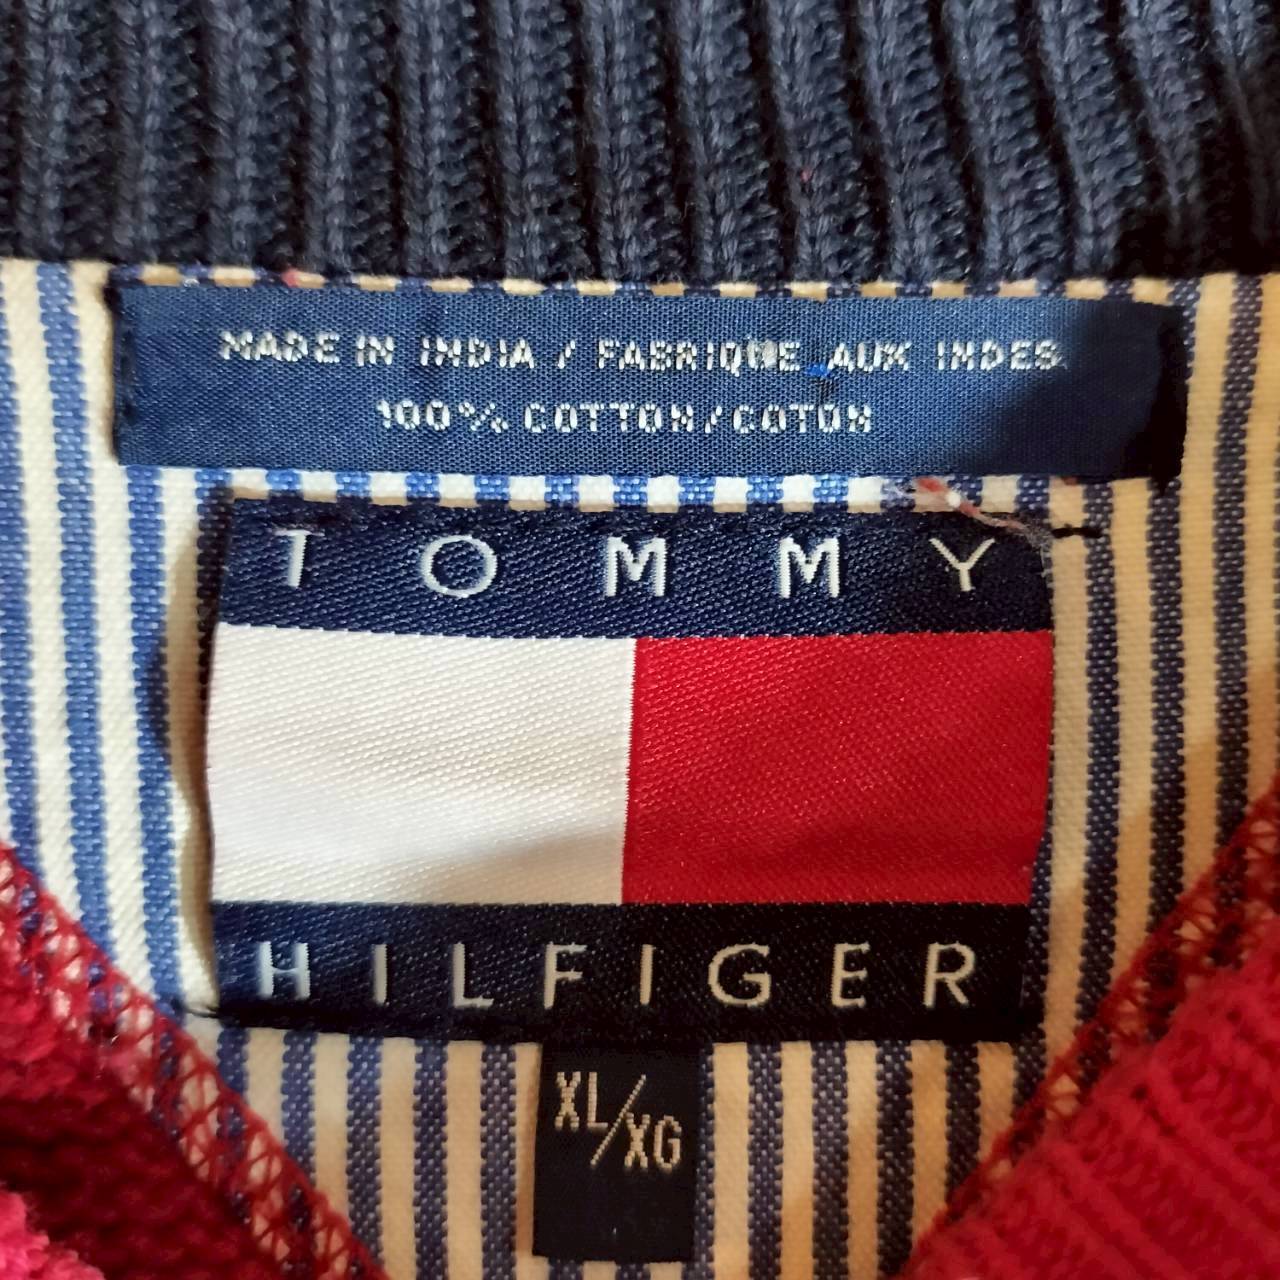 MADE IN INDIA / FABRIQUE AUX INDES
100% COTTON/COTON
TOMMY
HILFIGER
XL/XG